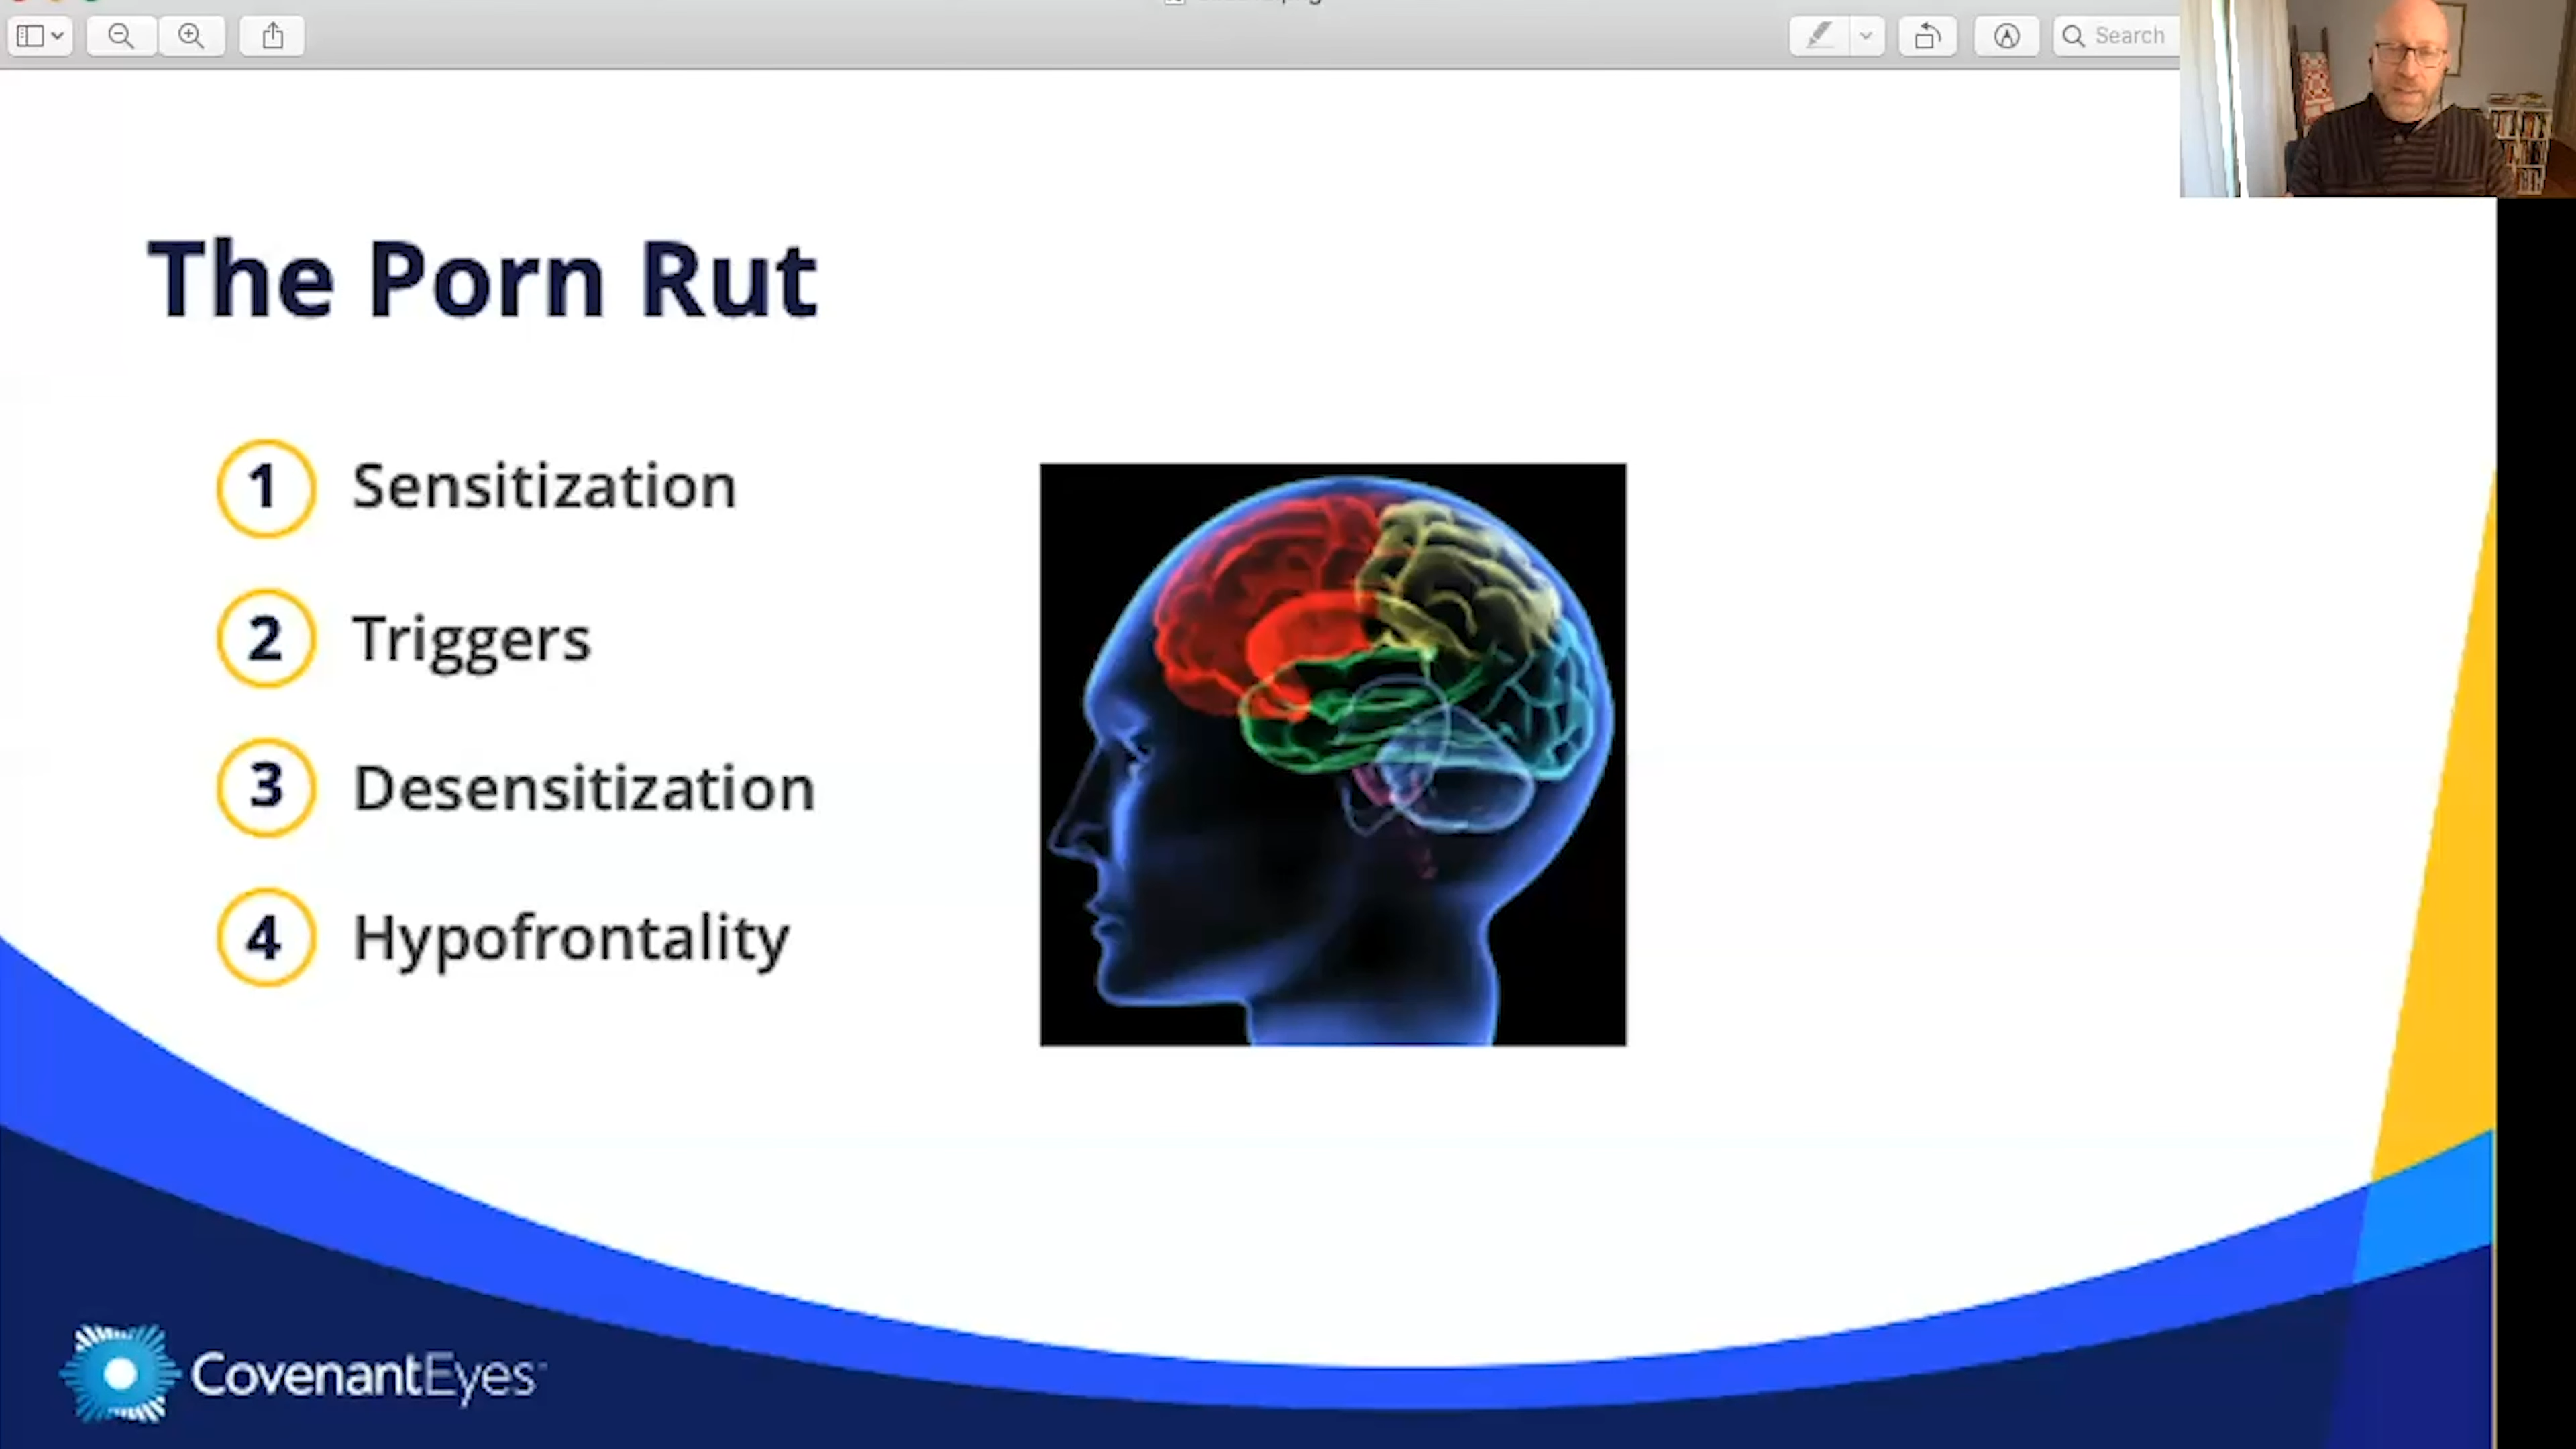 Search
The Porn Rut
1 Sensitization
2 Triggers
3 Desensitization
4 Hypofrontality
CovenantEyes